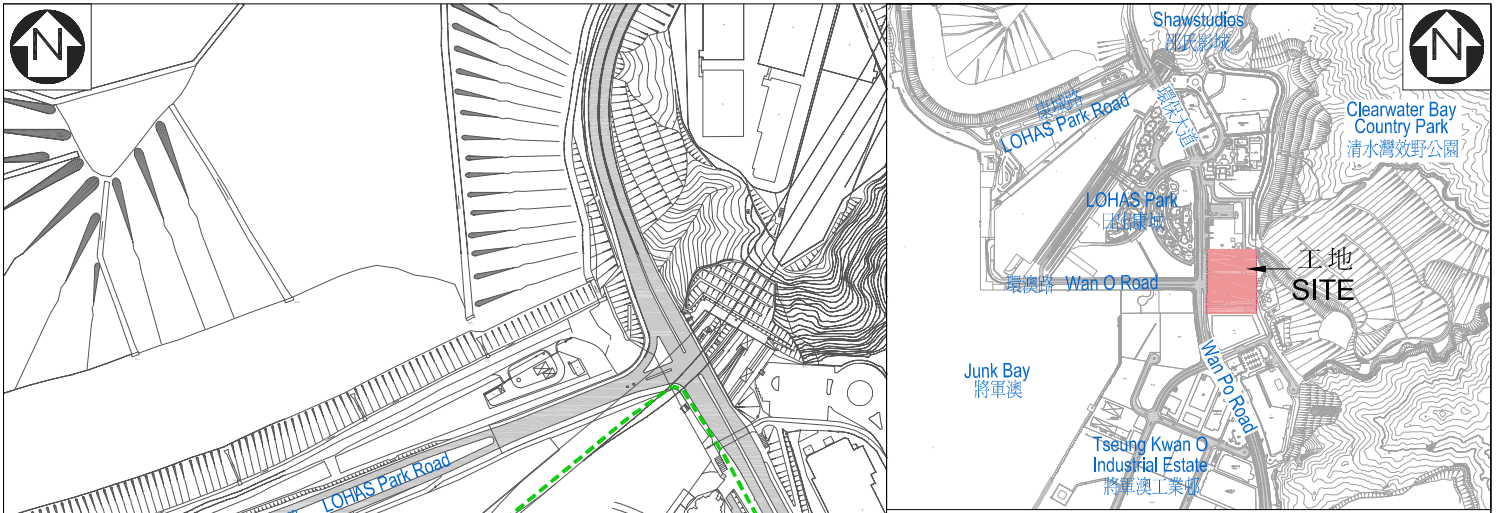 N
LOHAS Park Road
N
Shawstudios
邵氏影城
康城路
LOHAS Park Road
環保大道
Clearwater Bay
Country Park
清水灣效野公園
LOHAS Park
日出康城
工地
SITE
環澳路 Wan O Road
Wan Po Road
Junk Bay
將軍澳
Tseung Kwan O
Industrial Estate
將軍澳工業邨